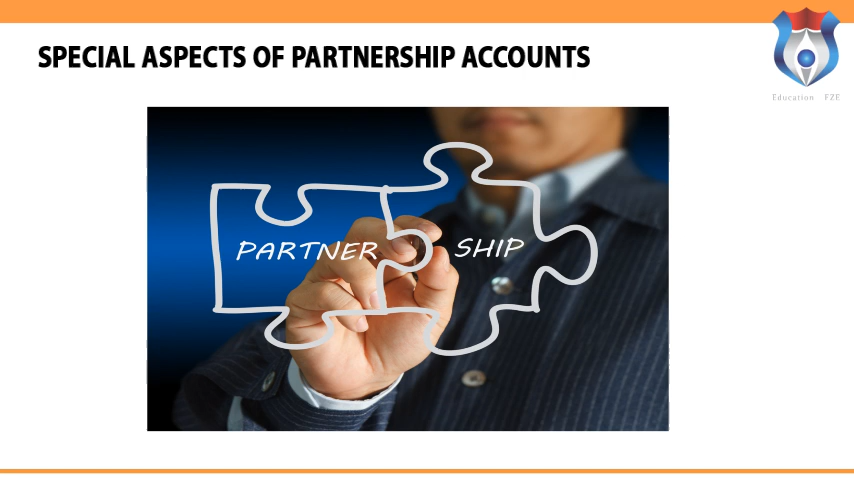 SPECIAL ASPECTS OF PARTNERSHIP ACCOUNTS
Education FZE
PARTNER SHIP